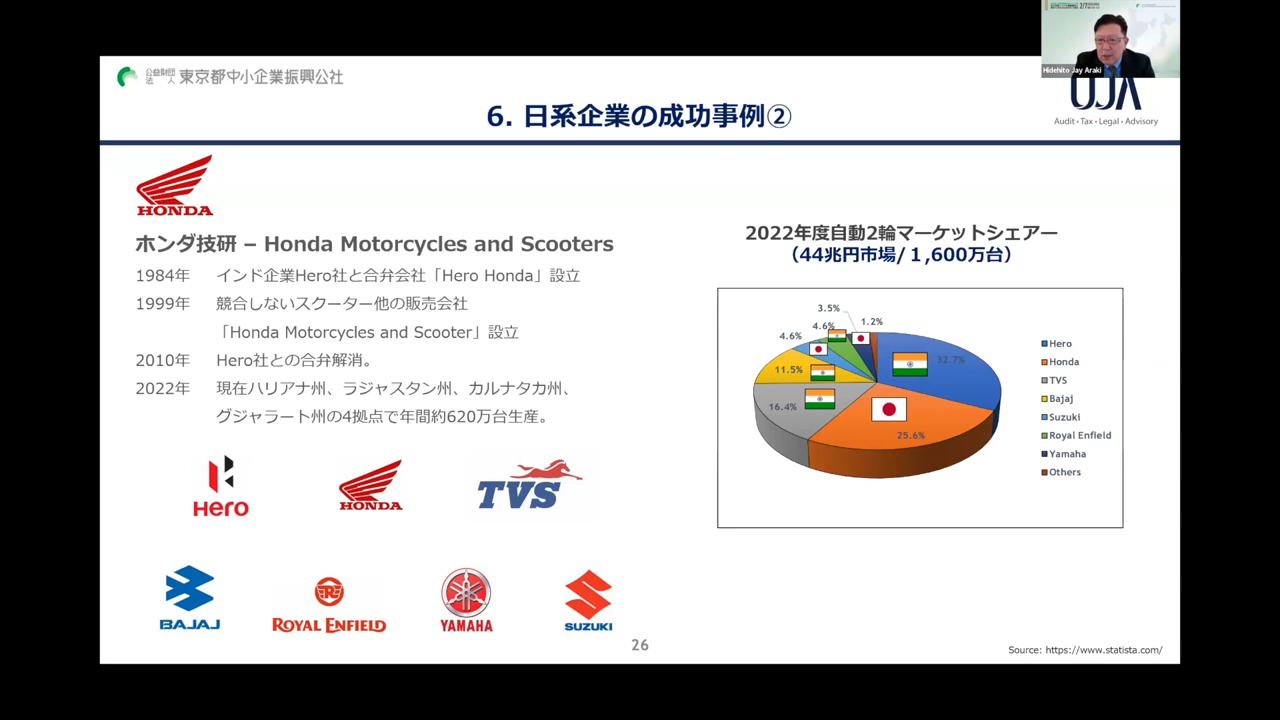 公益財団法人 東京都中小企業振興公社
Hidehito Jay Araki
UJA
Audit・Tax・Legal・Advisory
6. 日系企業の成功事例②
HONDA
ホンダ技研 – Honda Motorcycles and Scooters
1984年 インド企業Hero社と合弁会社「Hero Honda」設立
1999年 競合しないスクーター他の販売会社
「Honda Motorcycles and Scooter」設立
2010年 Hero社との合弁解消。
2022年 現在ハリアナ州、ラジャスタン州、カルナタカ州、
グジャラート州の4拠点で年間約620万台生産。
Hero
HONDA
TVS
BAJAJ
ROYAL ENFIELD
YAMAHA
SUZUKI
2022年度自動2輪マーケットシェアー
（44兆円市場/１,600万台）
3.5%
1.2%
4.6%
4.6%
11.5%
32.7%
16.4%
25.6%
Hero
Honda
TVS
Bajaj
Suzuki
Royal Enfield
Yamaha
Others
26
Source: https://www.statista.com/